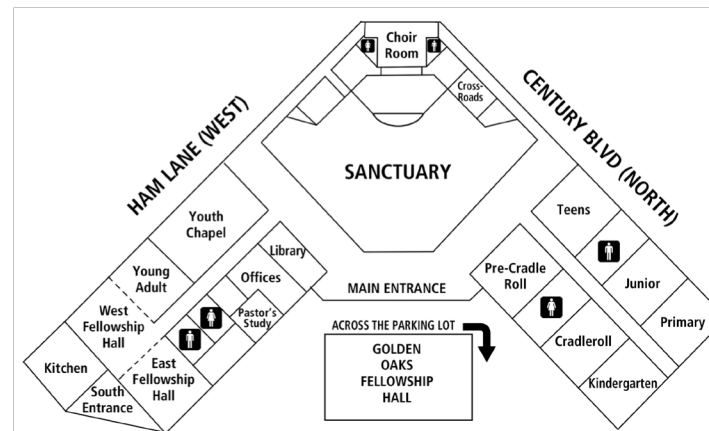 Choir
Room
Cross-
Roads
HAM LANE (WEST)
CENTURY BLVD (NORTH)
SANCTUARY
Youth
Chapel
Teens
Library
Young
Adult
Offices
Pre-Cradle
Roll
Junior
MAIN ENTRANCE
West
Fellowship
Hall
Pastor's
Study
Primary
ACROSS THE PARKING LOT
Cradleroll
GOLDEN
OAKS
FELLOWSHIP
HALL
Kitchen
East
Fellowship
Hall
Kindergarten
South
Entrance